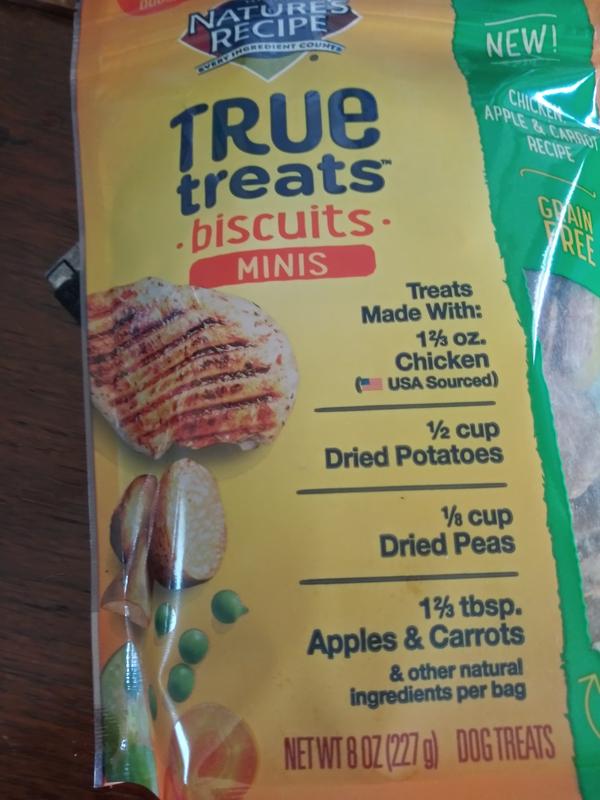 NATURE'S
RECIPE
EVERY INGREDIENT COUNTS
TRUe
treats™
·biscuits·
MINIS
Treats
Made With:
1⅔ oz.
Chicken
(USA Sourced)
½ cup
Dried Potatoes
⅛ cup
Dried Peas
1⅔ tbsp.
Apples & Carrots
& other natural
ingredients per bag
NET WT 8 OZ (227 g) DOG TREATS
NEW!
CHICKEN,
APPLE & CARROT
RECIPE
GRAIN
FREE